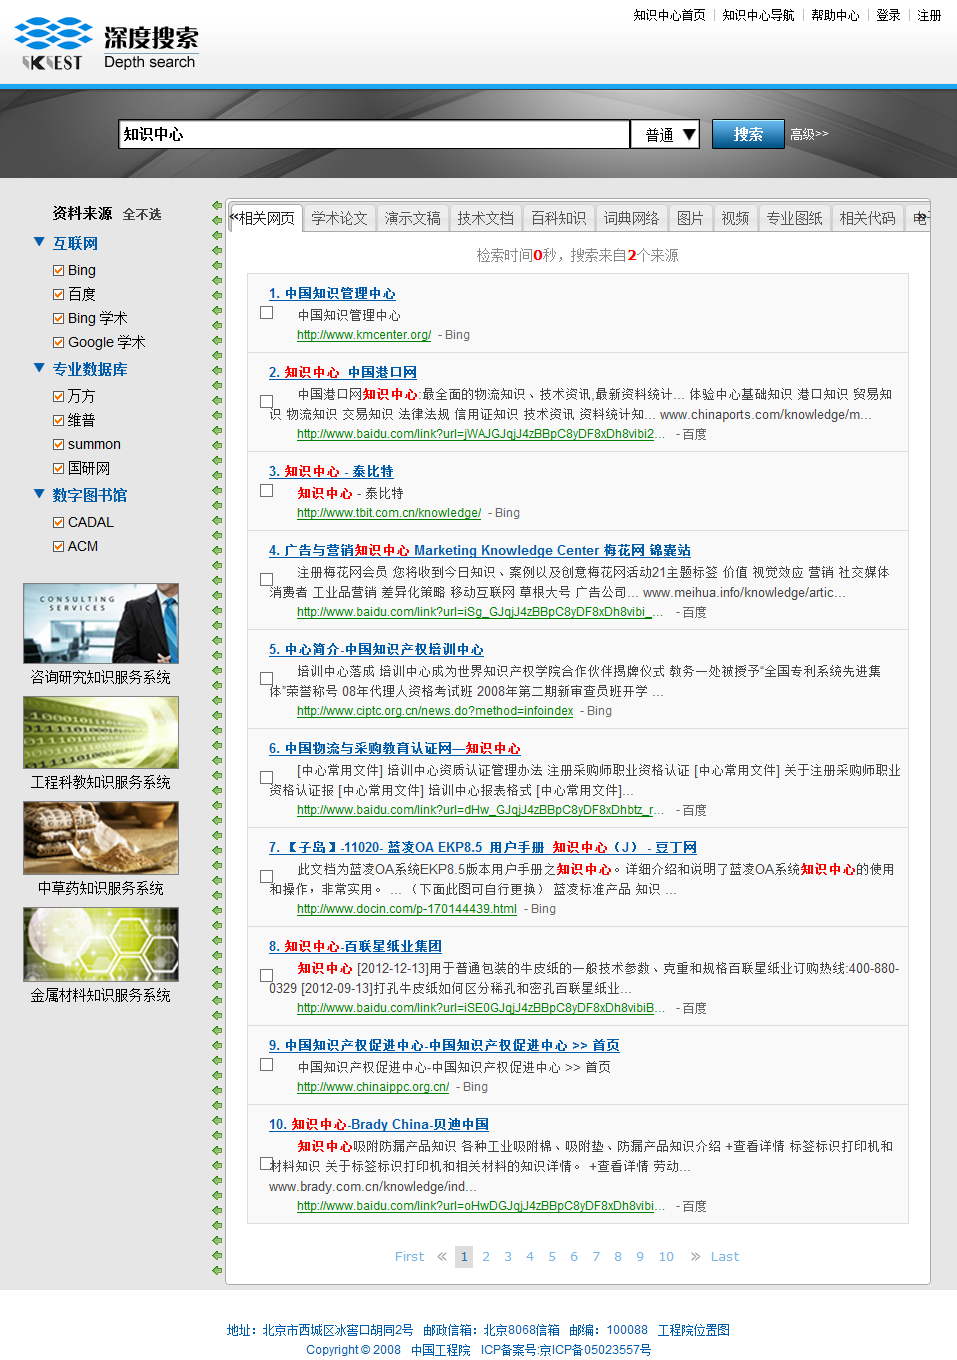 知识中心首页 | 知识中心导航 | 帮助中心 | 登录 | 注册
IKCEST
深度搜索
Depth search
知识中心 普通 ▼ 搜索 高级>>
资料来源 全不选
互联网
Bing
百度
Bing 学术
Google 学术
专业数据库
万方
维普
summon
国研网
数字图书馆
CADAL
ACM
CONSULTING
SERVICES
咨询研究知识服务系统
工程科教知识服务系统
中草药知识服务系统
金属材料知识服务系统
«相关网页 学术论文 演示文稿 技术文档 百科知识 词典网络 图片 视频 专业图纸 相关代码 »
检索时间0秒，搜索来自2个来源
1. 中国知识管理中心
中国知识管理中心
http://www.kmcenter.org/ - Bing
2. 知识中心_中国港口网
中国港口网知识中心:最全面的物流知识、技术资讯,最新资料统计... 体验中心基础知识 港口知识 贸易知
识 物流知识 交易知识 法律法规 信用证知识 技术资讯 资料统计知... www.chinaports.com/knowledge/m...
http://www.baidu.com/link?url=jWAJGJqjJ4zBBpC8yDF8xDh8vibi2... - 百度
3. 知识中心 - 泰比特
知识中心 - 泰比特
http://www.tbit.com.cn/knowledge/ - Bing
4. 广告与营销知识中心 Marketing Knowledge Center 梅花网 锦囊站
注册梅花网会员 您将收到今日知识、案例以及创意梅花网活动21主题标签 价值 视觉效应 营销 社交媒体
消费者 工业品营销 差异化策略 移动互联网 草根大号 广告公司... www.meihua.info/knowledge/artic...
http://www.baidu.com/link?url=iSg_GJqjJ4zBBpC8yDF8xDh8vibi_... - 百度
5. 中心简介-中国知识产权培训中心
培训中心落成 培训中心成为世界知识产权学院合作伙伴揭牌仪式 教务一处被授予“全国专利系统先进集
体”荣誉称号 08年代理人资格考试班 2008年第二期新审查员班开学 ...
http://www.ciptc.org.cn/news.do?method=infoindex - Bing
6. 中国物流与采购教育认证网—知识中心
[中心常用文件] 培训中心资质认证管理办法 注册采购师职业资格认证 [中心常用文件] 关于注册采购师职业
资格认证报 [中心常用文件] 培训中心报表格式 [中心常用文件]...
http://www.baidu.com/link?url=dHw_GJqjJ4zBBpC8yDF8xDhbtz_r... - 百度
7. 【子岛】-11020- 蓝凌OA EKP8.5_用户手册_知识中心（J） - 豆丁网
此文档为蓝凌OA系统EKP8.5版本用户手册之知识中心。详细介绍和说明了蓝凌OA系统知识中心的使用
和操作，非常实用。 ... （下面此图可自行更换） 蓝凌标准产品 知识 ...
http://www.docin.com/p-170144439.html - Bing
8. 知识中心-百联星纸业集团
知识中心 [2012-12-13]用于普通包装的牛皮纸的一般技术参数、克重和规格百联星纸业订购热线:400-880-
0329 [2012-09-13]打孔牛皮纸如何区分稀孔和密孔百联星纸业...
http://www.baidu.com/link?url=iSE0GJqjJ4zBBpC8yDF8xDh8vibiB... - 百度
9. 中国知识产权促进中心-中国知识产权促进中心 >> 首页
中国知识产权促进中心-中国知识产权促进中心 >> 首页
http://www.chinaippc.org.cn/ - Bing
10. 知识中心-Brady China-贝迪中国
知识中心吸附防漏产品知识 各种工业吸附棉、吸附垫、防漏产品知识介绍 +查看详情 标签标识打印机和
材料知识 关于标签标识打印机和相关材料的知识详情。 +查看详情 劳动...
www.brady.com.cn/knowledge/ind...
http://www.baidu.com/link?url=oHwDGJqjJ4zBBpC8yDF8xDh8vibi... - 百度
First « 1 2 3 4 5 6 7 8 9 10 » Last
地址：北京市西城区冰窖口胡同2号 邮政信箱：北京8068信箱 邮编：100088 工程院位置图
Copyright © 2008 中国工程院 ICP备案号:京ICP备05023557号